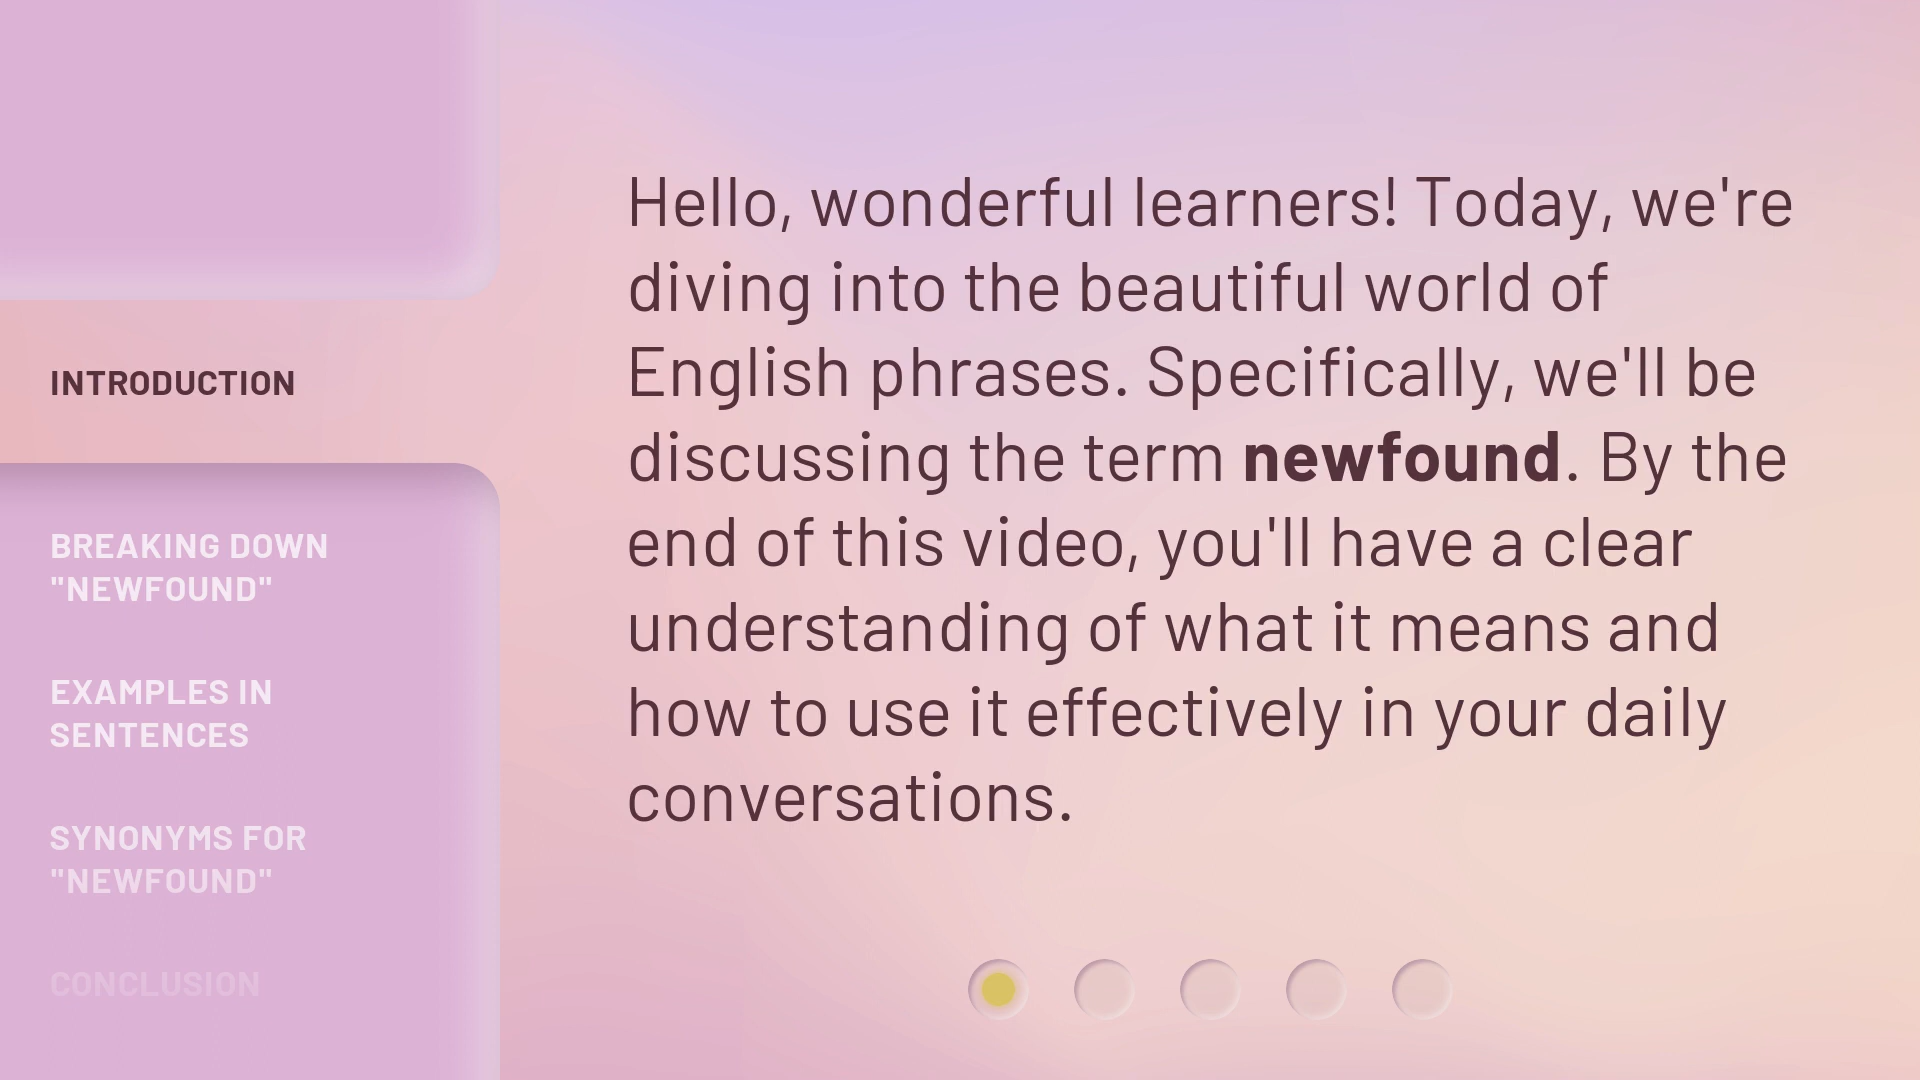 INTRODUCTION
BREAKING DOWN
"NEWFOUND"
EXAMPLES IN
SENTENCES
SYNONYMS FOR
"NEWFOUND"
CONCLUSION
Hello, wonderful learners! Today, we're
diving into the beautiful world of
English phrases. Specifically, we'll be
discussing the term newfound. By the
end of this video, you'll have a clear
understanding of what it means and
how to use it effectively in your daily
conversations.